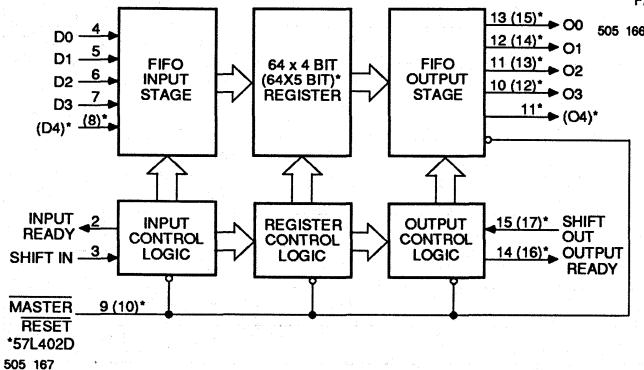 D0 4
D1 5
D2 6
D3 7
(D4)* (8)*
FIFO
INPUT
STAGE
64 x 4 BIT
(64X5 BIT)*
REGISTER
FIFO
OUTPUT
STAGE
13 (15)* O0
12 (14)* O1
11 (13)* O2
10 (12)* O3
11* (O4)*
505 166
INPUT
READY 2
SHIFT IN 3
INPUT
CONTROL
LOGIC
REGISTER
CONTROL
LOGIC
OUTPUT
CONTROL
LOGIC
15 (17)* SHIFT
OUT
14 (16)* OUTPUT
READY
MASTER 9 (10)*
RESET
*57L402D
505 167